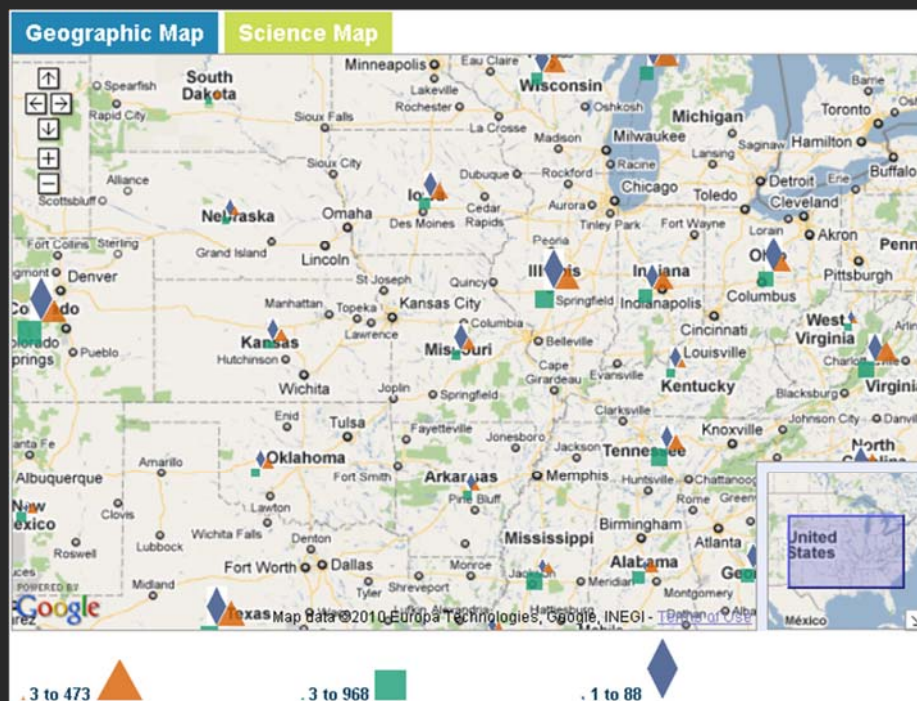 Geographic Map
Science Map
Minneapolis
Eau Claire
Wisconsin
Barrie
South Dakota
Spearfish
Rapid City
Lakeville
Rochester
Sioux Falls
La Crosse
Oshkosh
Michigan
Toronto
Madison
Milwaukee
Saginaw
Hamilton
Buffalo
Sioux City
Racine
Lansing
Alliance
Scottsbluff
Dubuque
Rockford
Chicago
Toledo
Detroit
Erie
Cleveland
Nebraska
Omaha
Des Moines
Cedar Rapids
Aurora
Tinley Park
Fort Wayne
Lorain
Akron
Fort Collins
Sterling
Grand Island
Lincoln
Peoria
Penn
Pittsburgh
Denver
St Joseph
Quincy
Illinois
Indiana
Springfield
Indianapolis
Columbus
Manhattan
Topeka
Kansas City
Lawrence
Columbia
Cincinnati
West Virginia
Pueblo
Kansas
Hutchinson
Missouri
Belleville
Louisville
Wichita
Cape Girardeau
Evansville
Kentucky
Virginia
Blacksburg
Joplin
Springfield
Enid
Tulsa
Fayetteville
Jonesboro
Clarksville
Johnson City
Knoxville
Jackson
Tennessee
Amarillo
Oklahoma
Albuquerque
Fort Smith
Arkansas
Memphis
Huntsville
Pine Bluff
Rome
Clovis
Lawton
Lubbock
Wichita Falls
Roswell
Denton
Mississippi
Birmingham
Atlanta
Fort Worth
Dallas
Monroe
Meridian
Alabama
Midland
Tyler
Shreveport
Montgomery
POWERED BY
Google
Texas
Map data ©2010 Europa Technologies, Google, INEGI - Terms of Use
United States
México
3 to 473
3 to 968
1 to 88